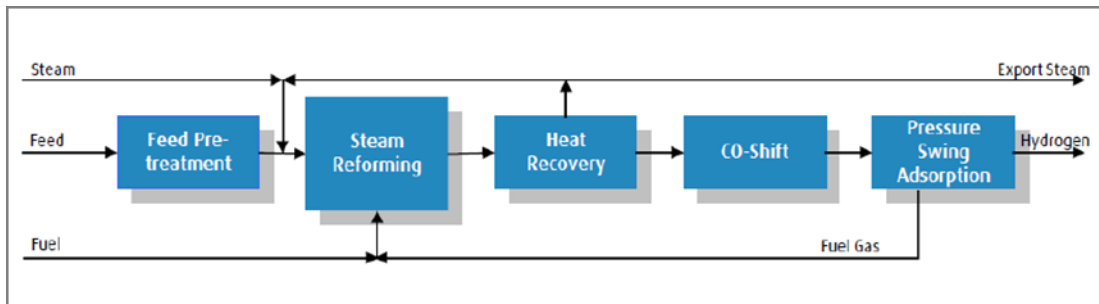 Steam
Export Steam
Feed
Feed Pre-
treatment
Steam
Reforming
Heat
Recovery
CO-Shift
Pressure
Swing
Adsorption
Hydrogen
Fuel
Fuel Gas